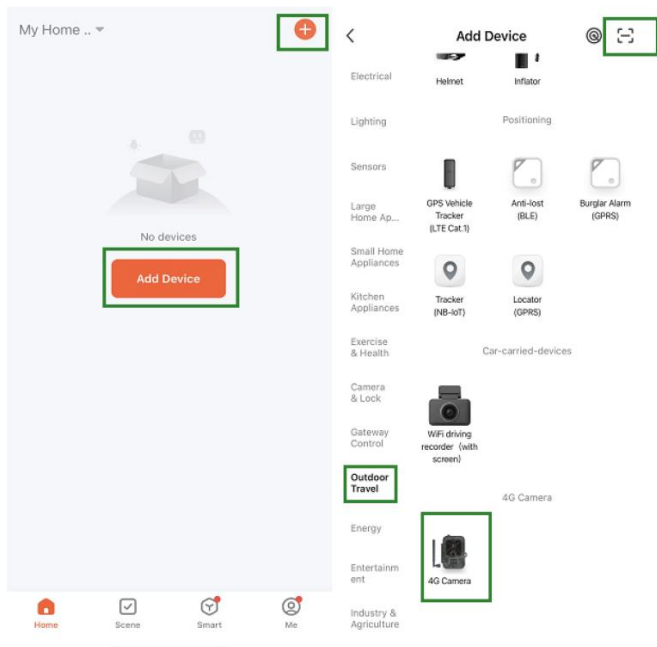 My Home ..
No devices
Add Device
Home
Scene
Smart
Me
Add Device
Electrical
Lighting
Sensors
Large
Home Ap...
Small Home
Appliances
Kitchen
Appliances
Exercise
& Health
Camera
& Lock
Gateway
Control
Outdoor
Travel
Energy
Entertainm
ent
Industry &
Agriculture
Helmet
Inflator
Positioning
GPS Vehicle
Tracker
(LTE Cat.1)
Anti-lost
(BLE)
Burglar Alarm
(GPRS)
Tracker
(NB-IoT)
Locator
(GPRS)
Car-carried-devices
WiFi driving
recorder（with
screen)
4G Camera
4G Camera